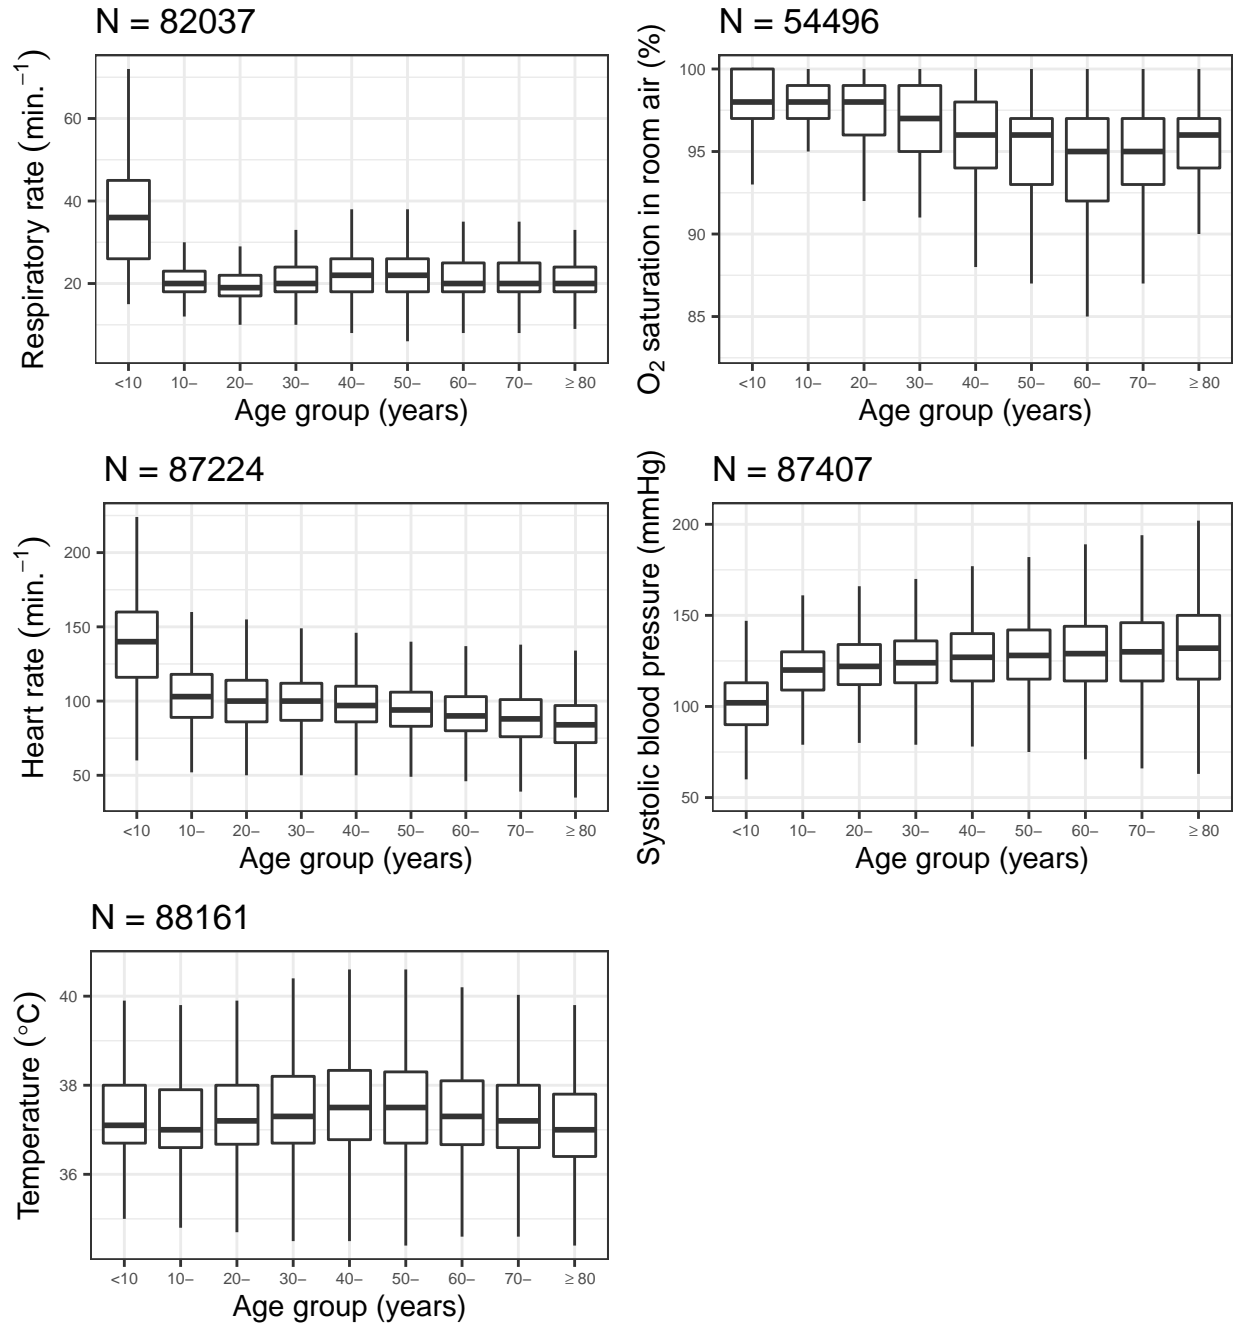 N = 82037
Respiratory rate (min.⁻¹)
60
40
20
<10 10– 20– 30– 40– 50– 60– 70– ≥ 80
Age group (years)
N = 54496
O₂ saturation in room air (%)
100
95
90
85
<10 10– 20– 30– 40– 50– 60– 70– ≥ 80
Age group (years)
N = 87224
Heart rate (min.⁻¹)
200
150
100
50
<10 10– 20– 30– 40– 50– 60– 70– ≥ 80
Age group (years)
N = 87407
Systolic blood pressure (mmHg)
200
150
100
50
<10 10– 20– 30– 40– 50– 60– 70– ≥ 80
Age group (years)
N = 88161
Temperature (°C)
40
38
36
<10 10– 20– 30– 40– 50– 60– 70– ≥ 80
Age group (years)